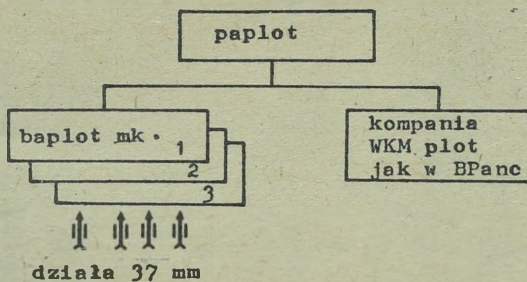 paplot
baplot mk.
1
2
3
kompania
WKM plot
jak w BPanc
działa 37 mm